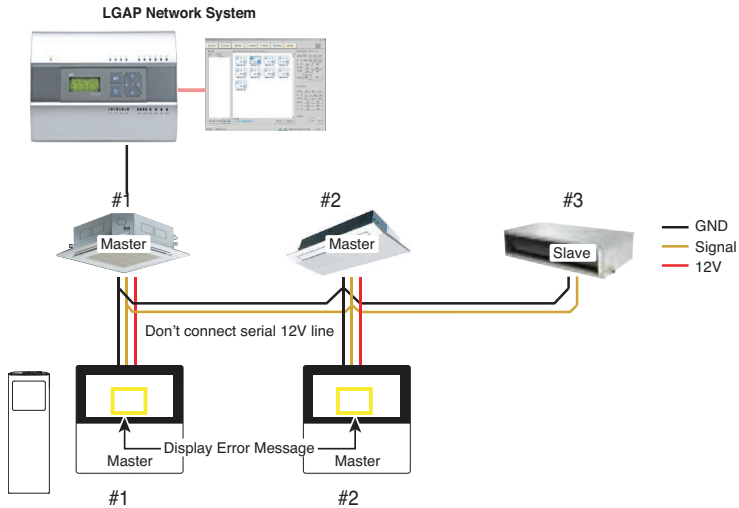 LGAP Network System
#1
#2
#3
Master
Master
Slave
GND
Signal
12V
Don't connect serial 12V line
Display Error Message
Master
Master
#1
#2